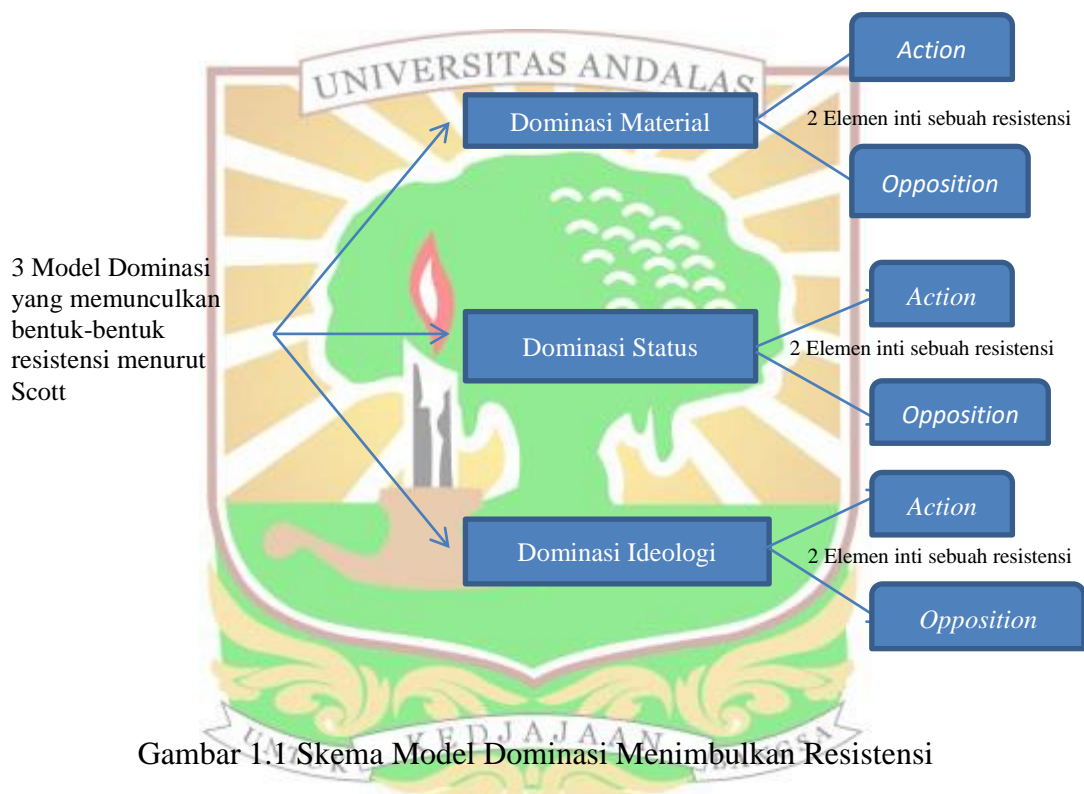 UNIVERSITAS ANDALAS
Action
Dominasi Material
2 Elemen inti sebuah resistensi
Opposition
3 Model Dominasi
yang memunculkan
bentuk-bentuk
resistensi menurut
Scott
Action
Dominasi Status
2 Elemen inti sebuah resistensi
Opposition
Action
Dominasi Ideologi
2 Elemen inti sebuah resistensi
Opposition
UNTUK KEDJAJAAN BANGSA
Gambar 1.1 Skema Model Dominasi Menimbulkan Resistensi